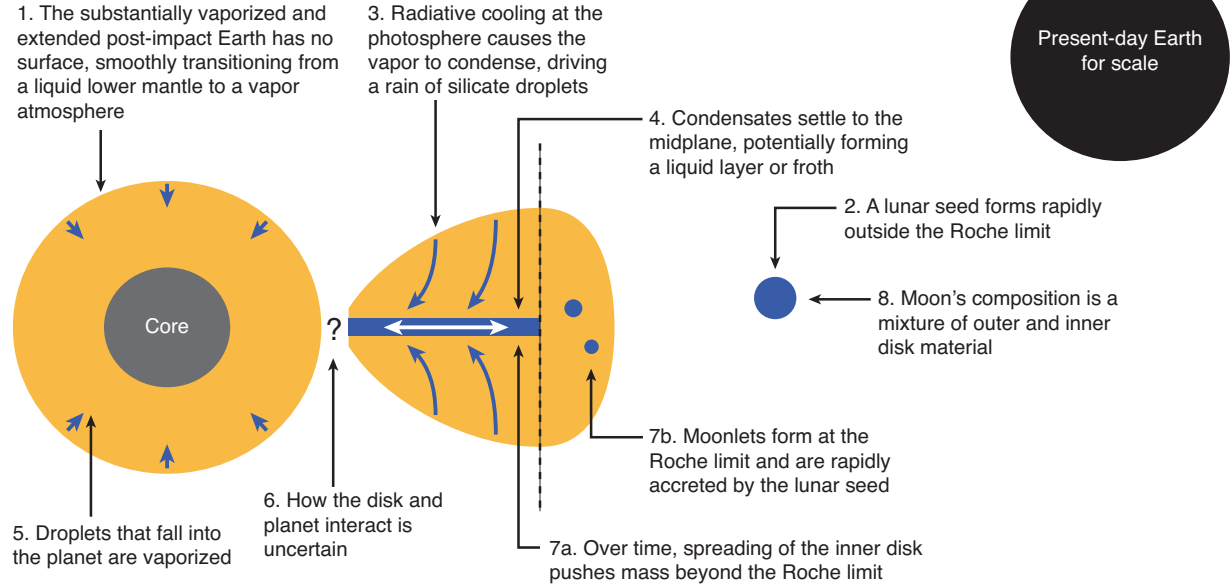 1. The substantially vaporized and
extended post-impact Earth has no
surface, smoothly transitioning from
a liquid lower mantle to a vapor
atmosphere
3. Radiative cooling at the
photosphere causes the
vapor to condense, driving
a rain of silicate droplets
Present-day Earth
for scale
4. Condensates settle to the
midplane, potentially forming
a liquid layer or froth
2. A lunar seed forms rapidly
outside the Roche limit
Core
?
8. Moon's composition is a
mixture of outer and inner
disk material
7b. Moonlets form at the
Roche limit and are rapidly
accreted by the lunar seed
6. How the disk and
planet interact is
uncertain
5. Droplets that fall into
the planet are vaporized
7a. Over time, spreading of the inner disk
pushes mass beyond the Roche limit